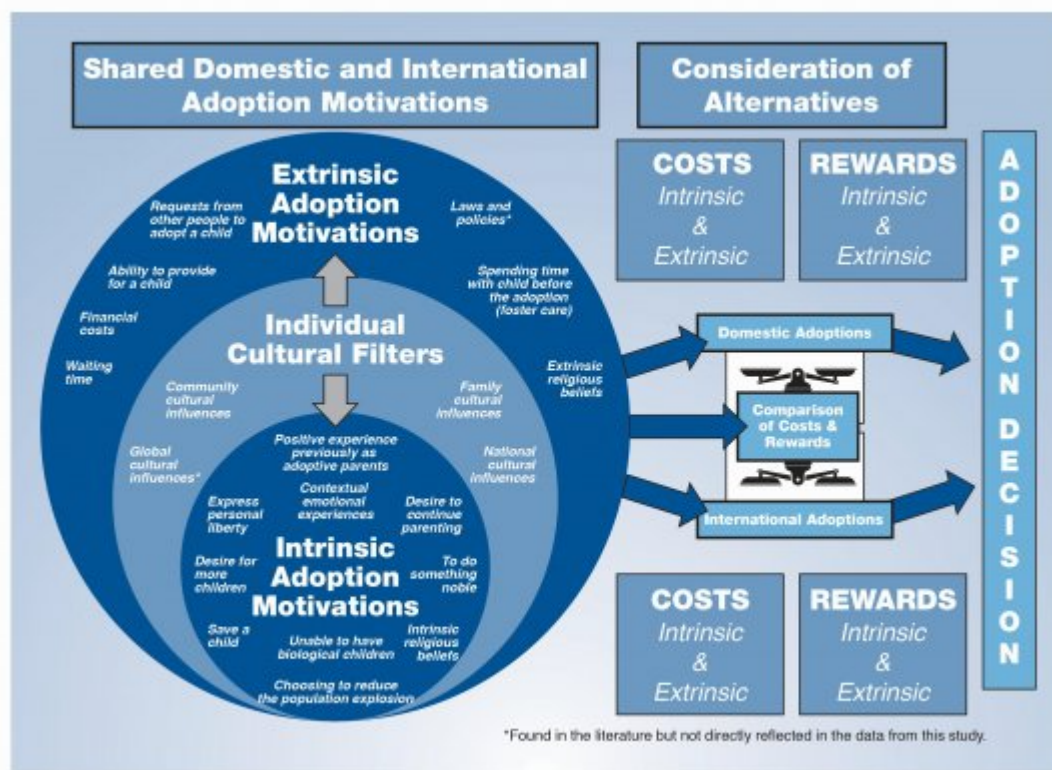 Shared Domestic and International
Adoption Motivations
Consideration of
Alternatives
Extrinsic
Adoption
Motivations
Requests from
other people to
adopt a child
Laws and
policies*
Ability to provide
for a child
Spending time
with child before
the adoption
(foster care)
Financial
costs
Waiting
time
Extrinsic
religious
beliefs
Individual
Cultural Filters
Community
cultural
influences
Family
cultural
influences
Global
cultural
influences*
National
cultural
influences
Positive experience
previously as
adoptive parents
Contextual
emotional
experiences
Express
personal
liberty
Desire to
continue
parenting
Intrinsic
Adoption
Motivations
Desire for
more
children
To do
something
noble
Save a
child
Unable to have
biological children
Intrinsic
religious
beliefs
Choosing to reduce
the population explosion
COSTS
Intrinsic
&
Extrinsic
REWARDS
Intrinsic
&
Extrinsic
Domestic Adoptions
Comparison
of Costs &
Rewards
International Adoptions
COSTS
Intrinsic
&
Extrinsic
REWARDS
Intrinsic
&
Extrinsic
ADOPTION DECISION
*Found in the literature but not directly reflected in the data from this study.